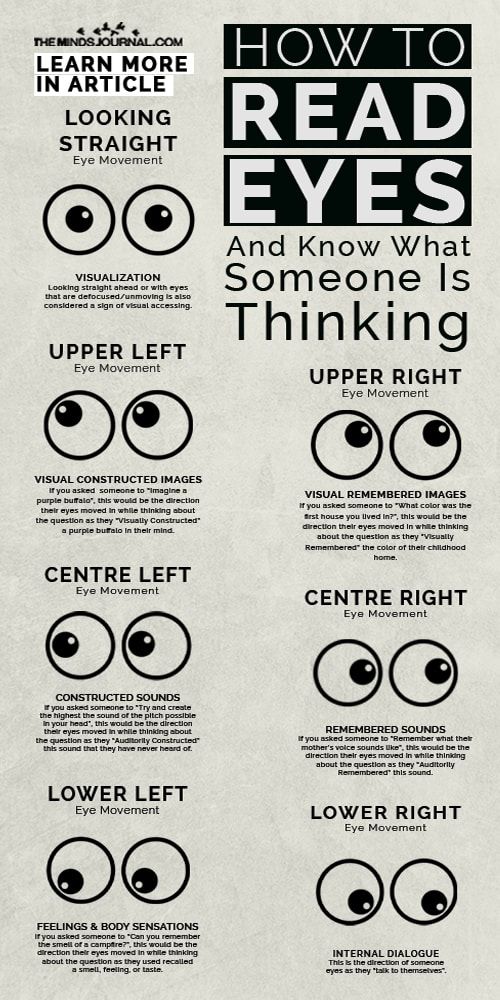 THEMINDSJOURNAL.COM
LEARN MORE
IN ARTICLE
HOW TO
READ
EYES
And Know What
Someone Is
Thinking
LOOKING
STRAIGHT
Eye Movement
VISUALIZATION
Looking straight ahead or with eyes
that are defocused/unmoving is also
considered a sign of visual accessing.
UPPER LEFT
Eye Movement
VISUAL CONSTRUCTED IMAGES
If you asked someone to "Imagine a
purple buffalo", this would be the direction
their eyes moved in while thinking about
the question as they "Visually Constructed"
a purple buffalo in their mind.
UPPER RIGHT
Eye Movement
VISUAL REMEMBERED IMAGES
If you asked someone to "What color was the
first house you lived in?", this would be the
direction their eyes moved in while thinking
about the question as they "Visually
Remembered" the color of their childhood
home.
CENTRE LEFT
Eye Movement
CONSTRUCTED SOUNDS
If you asked someone to "Try and create
the highest the sound of the pitch possible
in your head", this would be the direction
their eyes moved in while thinking about
the question as they "Auditorily Constructed"
this sound that they have never heard of.
CENTRE RIGHT
Eye Movement
REMEMBERED SOUNDS
If you asked someone to "Remember what their
mother's voice sounds like", this would be the
direction their eyes moved in while thinking
about the question as they "Auditorily
Remembered" this sound.
LOWER LEFT
Eye Movement
FEELINGS & BODY SENSATIONS
If you asked someone to "Can you remember
the smell of a campfire?", this would be the
direction their eyes moved in while thinking
about the question as they used recalled
a smell, feeling, or taste.
LOWER RIGHT
Eye Movement
INTERNAL DIALOGUE
This is the direction of someone
eyes as they "talk to themselves".